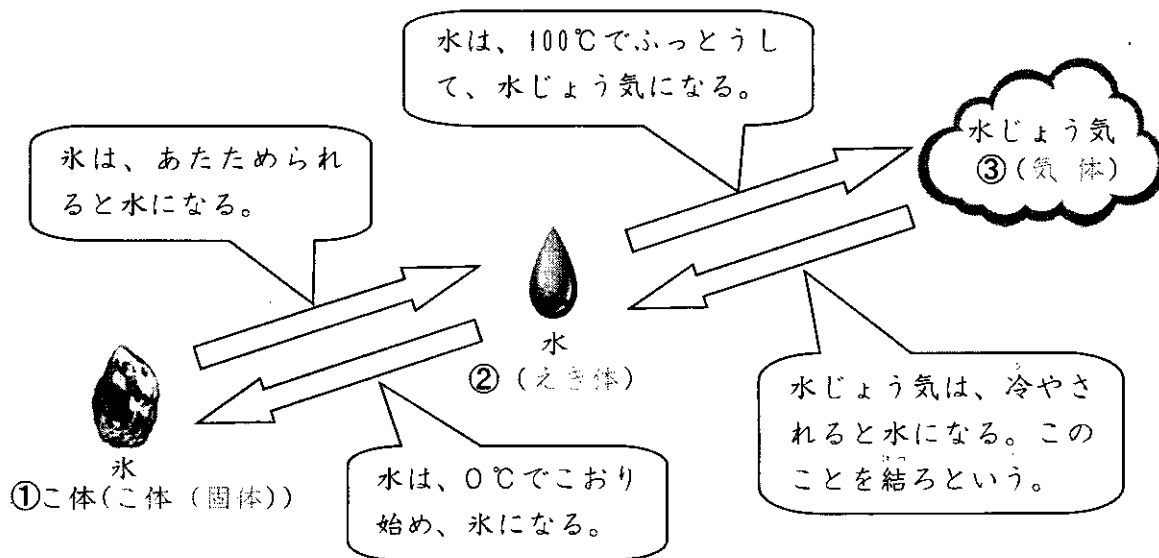 水は、100℃でふっとうし
て、水じょう気になる。
水じょう気
③(気 体)
氷は、あたためられ
ると水になる。
水
②(えき体)
氷
①こ体(こ体(固体))
水は、0℃でこおり
始め、氷になる。
水じょう気は、冷やさ
れると水になる。この
ことを結ろという。